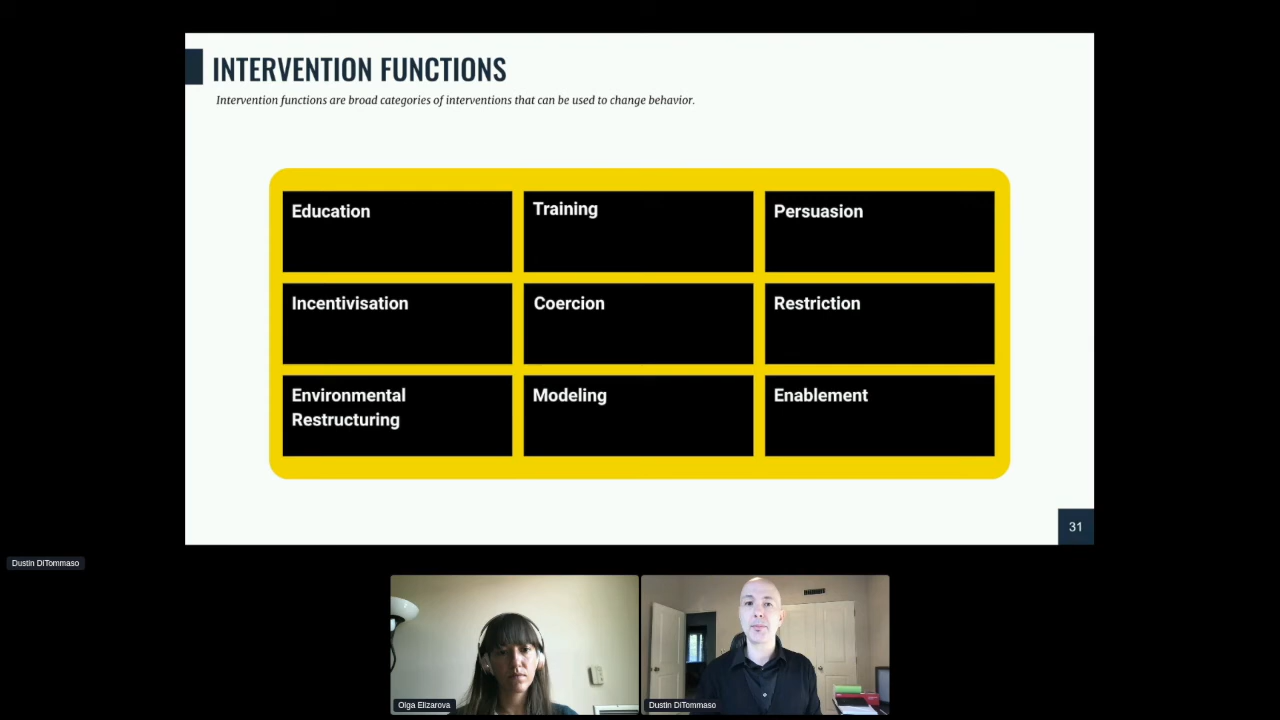 INTERVENTION FUNCTIONS
Intervention functions are broad categories of interventions that can be used to change behavior.
Education
Training
Persuasion
Incentivisation
Coercion
Restriction
Environmental
Restructuring
Modeling
Enablement
31
Dustin DiTommaso
Olga Elizarova
Dustin DiTommaso